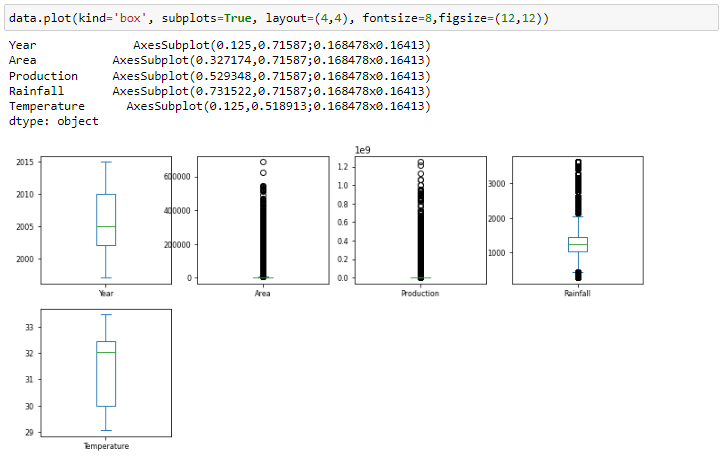 data.plot(kind='box', subplots=True, layout=(4,4), fontsize=8,figsize=(12,12))
Year AxesSubplot(0.125,0.71587;0.168478x0.16413)
Area AxesSubplot(0.327174,0.71587;0.168478x0.16413)
Production AxesSubplot(0.529348,0.71587;0.168478x0.16413)
Rainfall AxesSubplot(0.731522,0.71587;0.168478x0.16413)
Temperature AxesSubplot(0.125,0.518913;0.168478x0.16413)
dtype: object
2015
2010
2005
2000
Year
600000
400000
200000
0
Area
1e9
1.2
1.0
0.8
0.6
0.4
0.2
0.0
Production
3000
2000
1000
Rainfall
33
32
31
30
29
Temperature